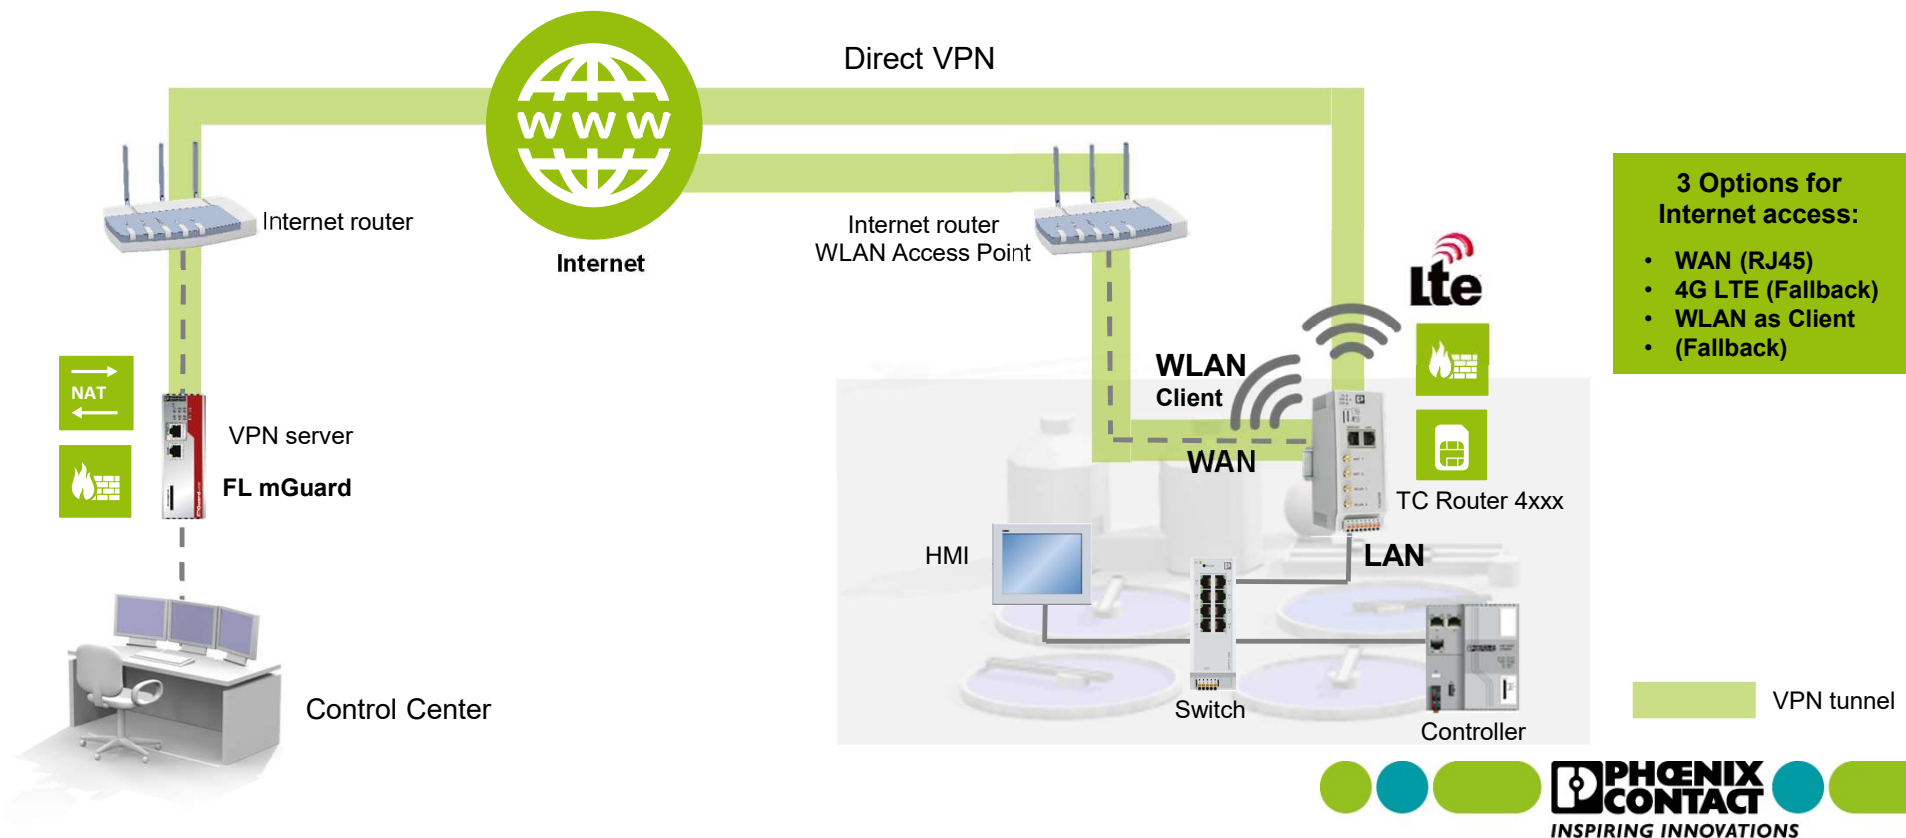 Direct VPN
WWW
Internet router
Internet
Internet router
WLAN Access Point
Lte
3 Options for
Internet access:
• WAN (RJ45)
• 4G LTE (Fallback)
• WLAN as Client
• (Fallback)
NAT
VPN server
FL mGuard
WLAN
Client
WAN
TC Router 4xxx
LAN
HMI
Switch
Controller
Control Center
VPN tunnel
PHŒNIX
CONTACT
INSPIRING INNOVATIONS